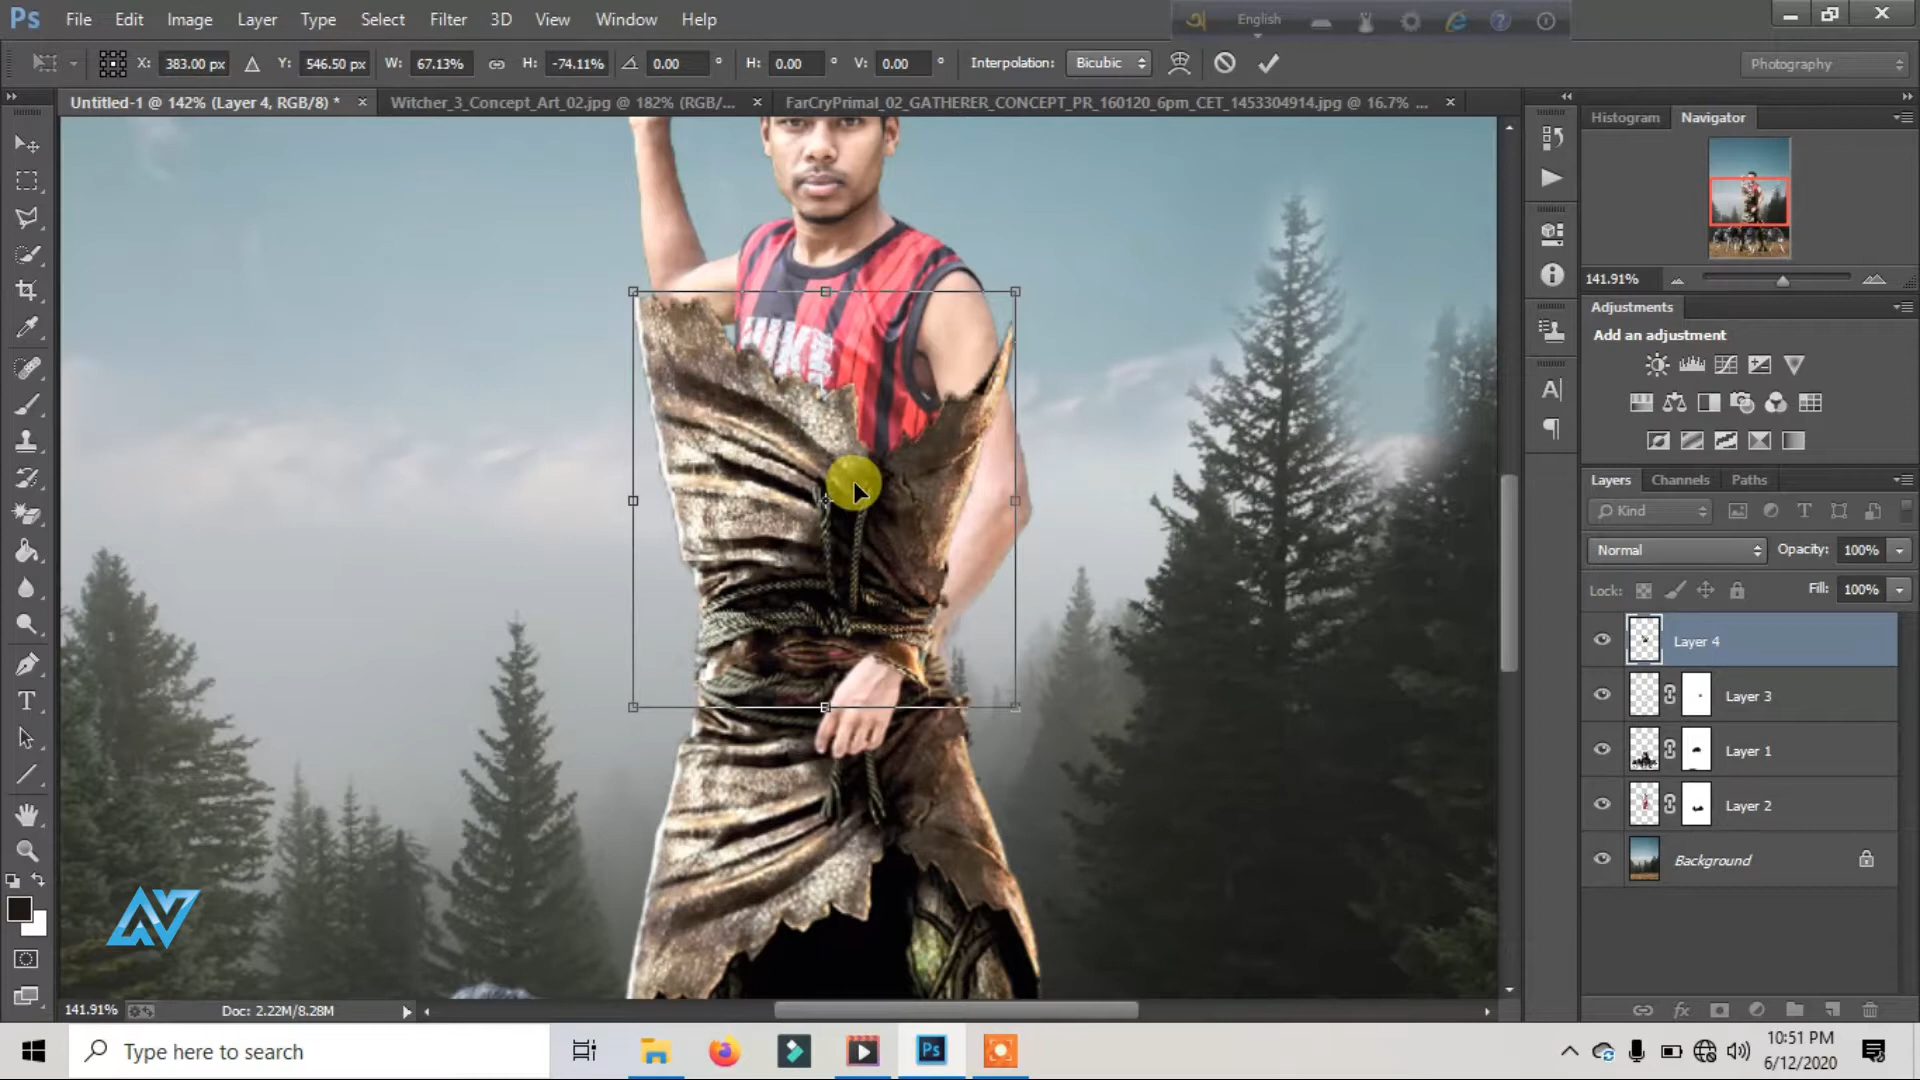 Ps File Edit Image Layer Type Select Filter 3D View Window Help
English
X: 383.00 px Y: 546.50 px W: 67.13% H: -74.11% 0.00 ° H: 0.00 ° V: 0.00 ° Interpolation: Bicubic Photography
Untitled-1 @ 142% (Layer 4, RGB/8) * × Witcher_3_Concept_Art_02.jpg @ 182% (RGB/... × FarCryPrimal_02_GATHERER_CONCEPT_PR_160120_6pm_CET_1453304914.jpg @ 16.7% ... ×
Histogram Navigator
141.91%
Adjustments
Add an adjustment
NIKE
Layers Channels Paths
Kind
Normal Opacity: 100%
Lock: Fill: 100%
Layer 4
Layer 3
Layer 1
Layer 2
Background
141.91% Doc: 2.22M/8.28M
Type here to search
Ps
10:51 PM
6/12/2020